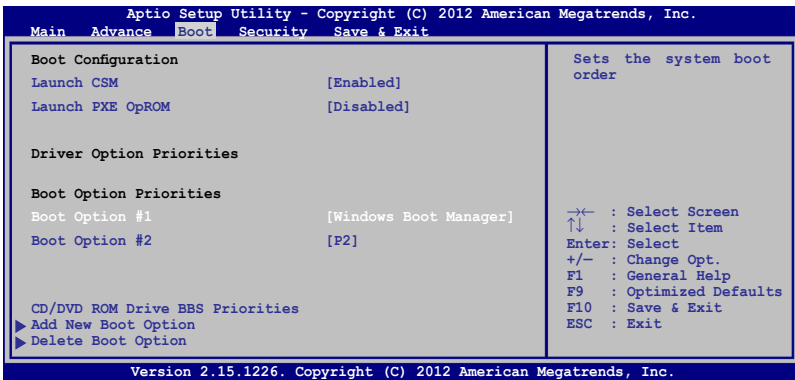 Aptio Setup Utility - Copyright (C) 2012 American Megatrends, Inc.
Main Advance Boot Security Save & Exit
Boot Configuration
Launch CSM [Enabled]
Launch PXE OpROM [Disabled]
Driver Option Priorities
Boot Option Priorities
Boot Option #1 [Windows Boot Manager]
Boot Option #2 [P2]
CD/DVD ROM Drive BBS Priorities
Add New Boot Option
Delete Boot Option
Sets the system boot
order
→← : Select Screen
↑↓ : Select Item
Enter: Select
+/— : Change Opt.
F1 : General Help
F9 : Optimized Defaults
F10 : Save & Exit
ESC : Exit
Version 2.15.1226. Copyright (C) 2012 American Megatrends, Inc.